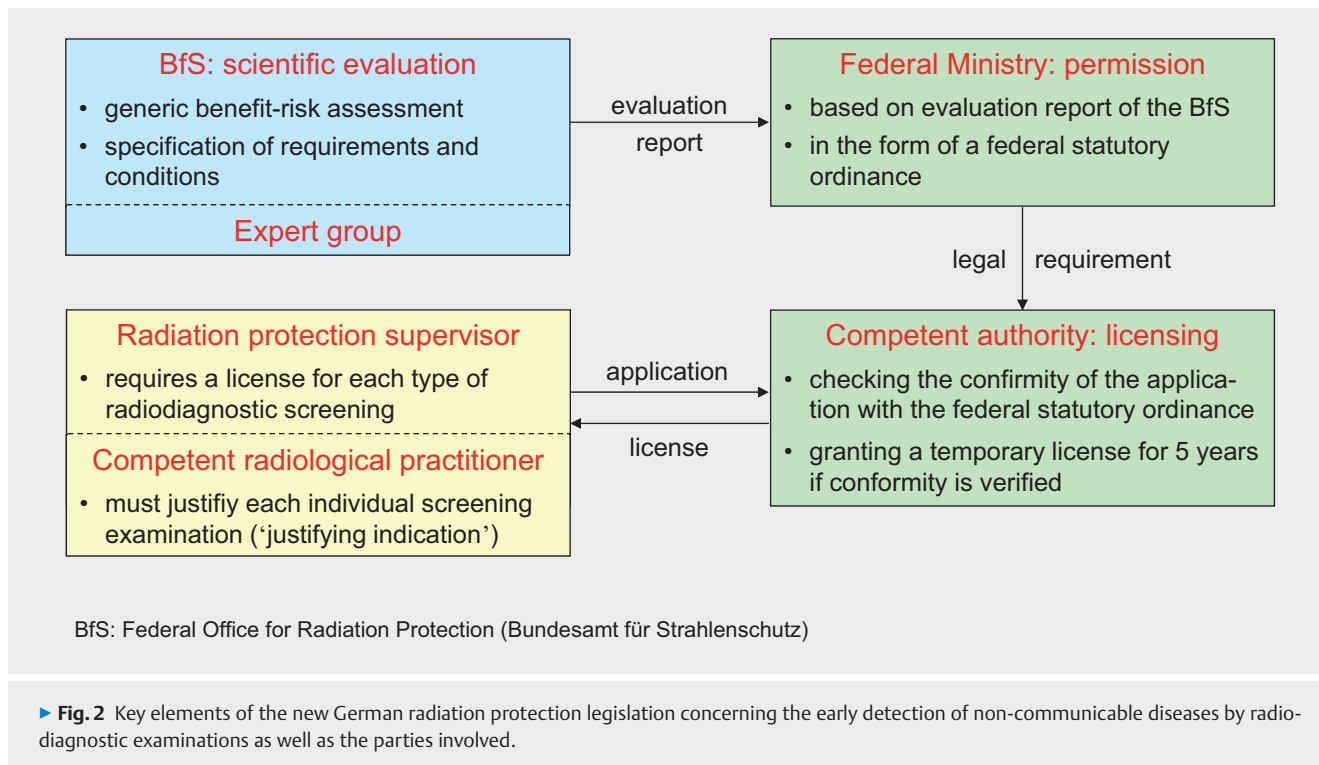 BfS: scientific evaluation
• generic benefit-risk assessment
• specification of requirements and
conditions
Expert group
evaluation
report
Federal Ministry: permission
• based on evaluation report of the BfS
• in the form of a federal statutory
ordinance
legal requirement
Radiation protection supervisor
• requires a license for each type of
radiodiagnostic screening
Competent radiological practitioner
• must justifiy each individual screening
examination (‘justifying indication’)
application
license
Competent authority: licensing
• checking the confirmity of the applica-
tion with the federal statutory ordinance
• granting a temporary license for 5 years
if conformity is verified
BfS: Federal Office for Radiation Protection (Bundesamt für Strahlenschutz)
▶ Fig. 2 Key elements of the new German radiation protection legislation concerning the early detection of non-communicable diseases by radio-
diagnostic examinations as well as the parties involved.